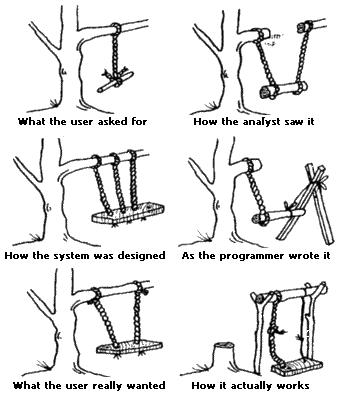 What the user asked for
How the analyst saw it
How the system was designed
As the programmer wrote it
What the user really wanted
How it actually works